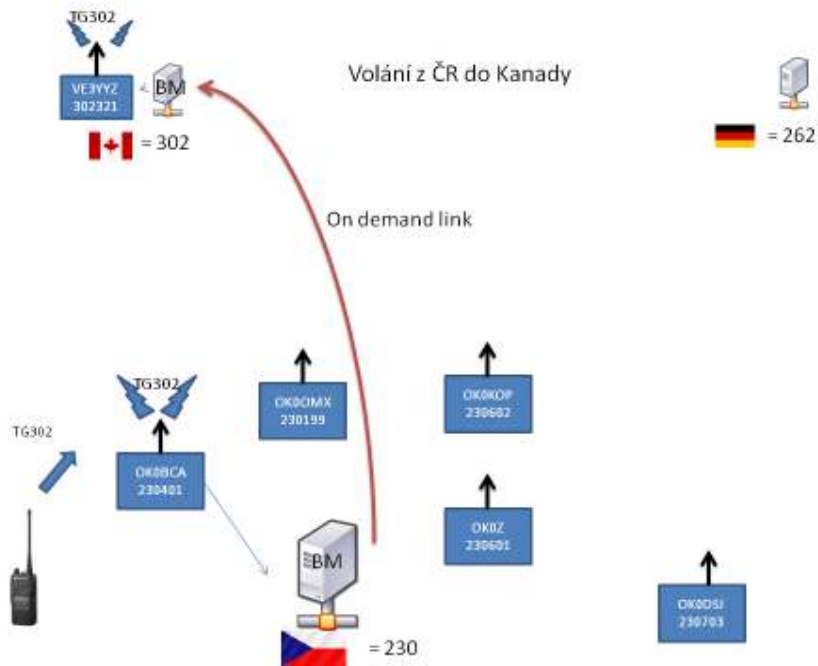 TG302
VE3YYZ
302321
BM
Volání z ČR do Kanady
= 302
= 262
On demand link
TG302
OK0BCA
230401
OK0OMX
230199
OK0KOP
230602
TG302
OK0Z
230601
BM
OK0DSJ
230703
= 230